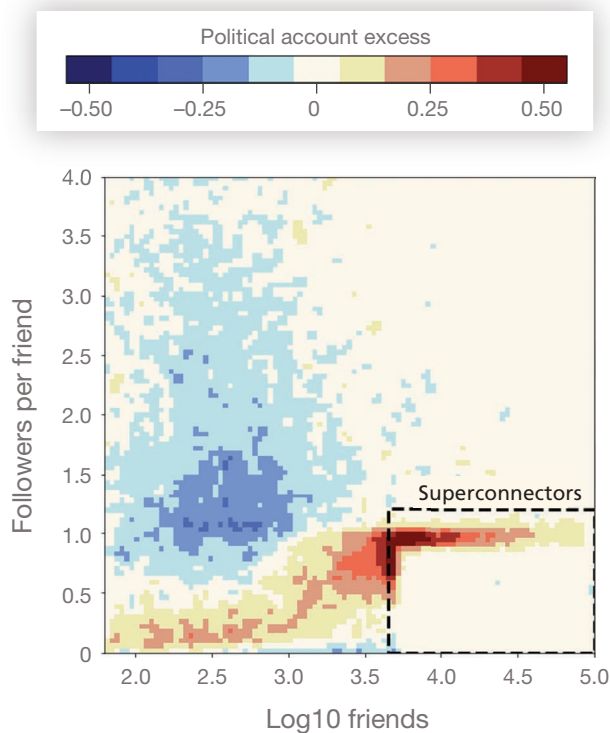 Political account excess
–0.50 –0.25 0 0.25 0.50
4.0
3.5
3.0
2.5
2.0
1.5
1.0
0.5
0
Followers per friend
Superconnectors
2.0 2.5 3.0 3.5 4.0 4.5 5.0
Log10 friends